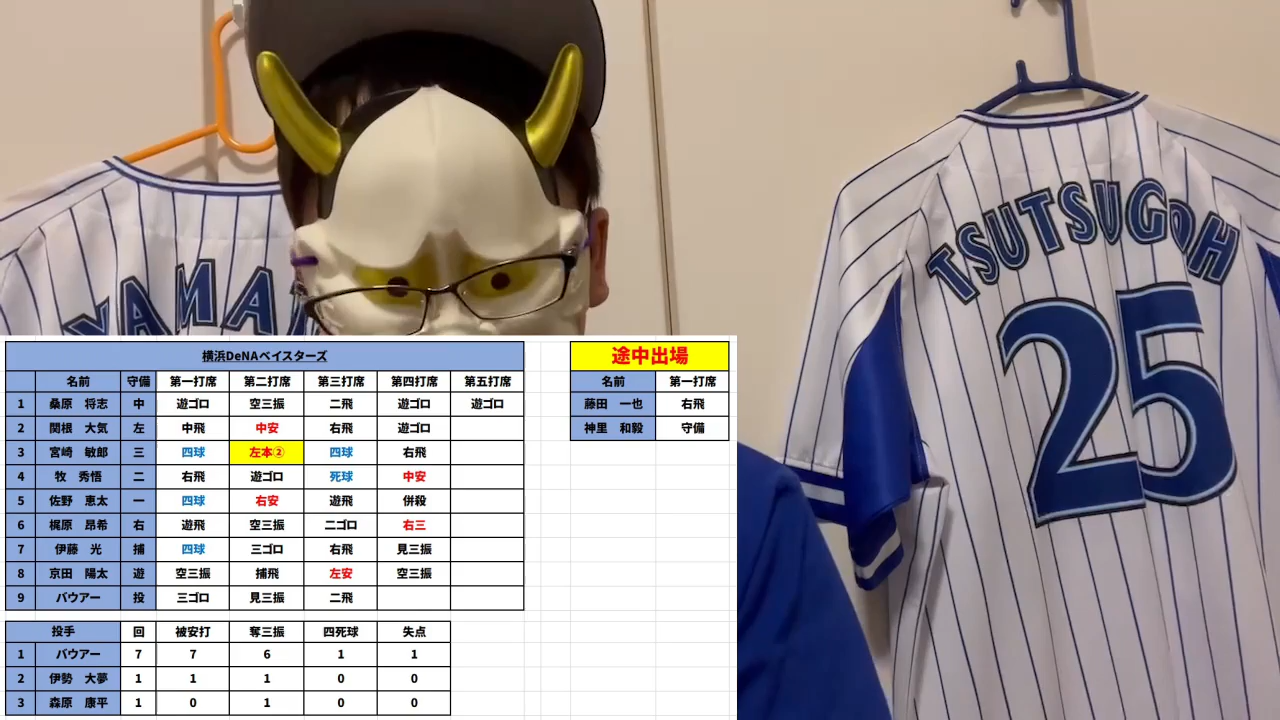 YAMA
TSUTSUGOH
25
横浜DeNAベイスターズ
名前 守備 第一打席 第二打席 第三打席 第四打席 第五打席
1 桑原 将志 中 遊ゴロ 空三振 二飛 遊ゴロ 遊ゴロ
2 関根 大気 左 中飛 中安 右飛 遊ゴロ
3 宮崎 敏郎 三 四球 左本② 四球 右飛
4 牧 秀悟 二 右飛 遊ゴロ 死球 中安
5 佐野 恵太 一 四球 右安 遊飛 併殺
6 梶原 昂希 右 遊飛 空三振 二ゴロ 右三
7 伊藤 光 捕 四球 三ゴロ 右飛 見三振
8 京田 陽太 遊 空三振 捕飛 左安 空三振
9 バウアー 投 三ゴロ 見三振 二飛
途中出場
名前 第一打席
藤田 一也 右飛
神里 和毅 守備
投手 回 被安打 奪三振 四死球 失点
1 バウアー 7 7 6 1 1
2 伊勢 大夢 1 1 1 0 0
3 森原 康平 1 0 1 0 0